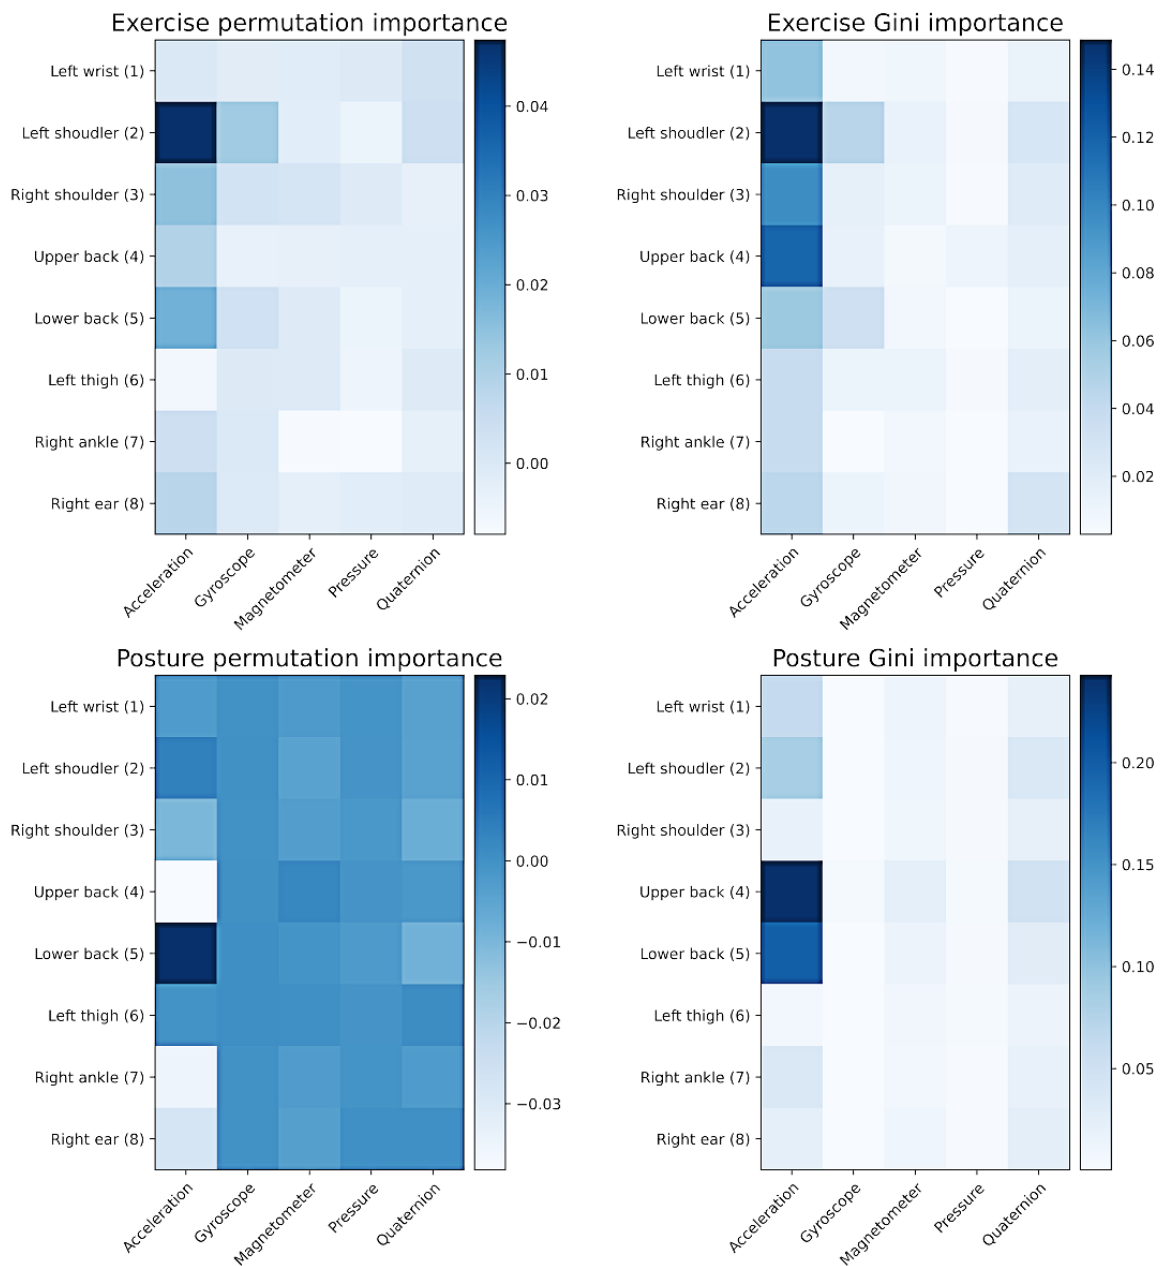 Exercise permutation importance
Exercise Gini importance
Left wrist (1)
Left shoudler (2)
Right shoulder (3)
Upper back (4)
Lower back (5)
Left thigh (6)
Right ankle (7)
Right ear (8)
0.04
0.03
0.02
0.01
0.00
Acceleration
Gyroscope
Magnetometer
Pressure
Quaternion
Left wrist (1)
Left shoudler (2)
Right shoulder (3)
Upper back (4)
Lower back (5)
Left thigh (6)
Right ankle (7)
Right ear (8)
0.14
0.12
0.10
0.08
0.06
0.04
0.02
Acceleration
Gyroscope
Magnetometer
Pressure
Quaternion
Posture permutation importance
Posture Gini importance
Left wrist (1)
Left shoudler (2)
Right shoulder (3)
Upper back (4)
Lower back (5)
Left thigh (6)
Right ankle (7)
Right ear (8)
0.02
0.01
0.00
−0.01
−0.02
−0.03
Acceleration
Gyroscope
Magnetometer
Pressure
Quaternion
Left wrist (1)
Left shoudler (2)
Right shoulder (3)
Upper back (4)
Lower back (5)
Left thigh (6)
Right ankle (7)
Right ear (8)
0.20
0.15
0.10
0.05
Acceleration
Gyroscope
Magnetometer
Pressure
Quaternion